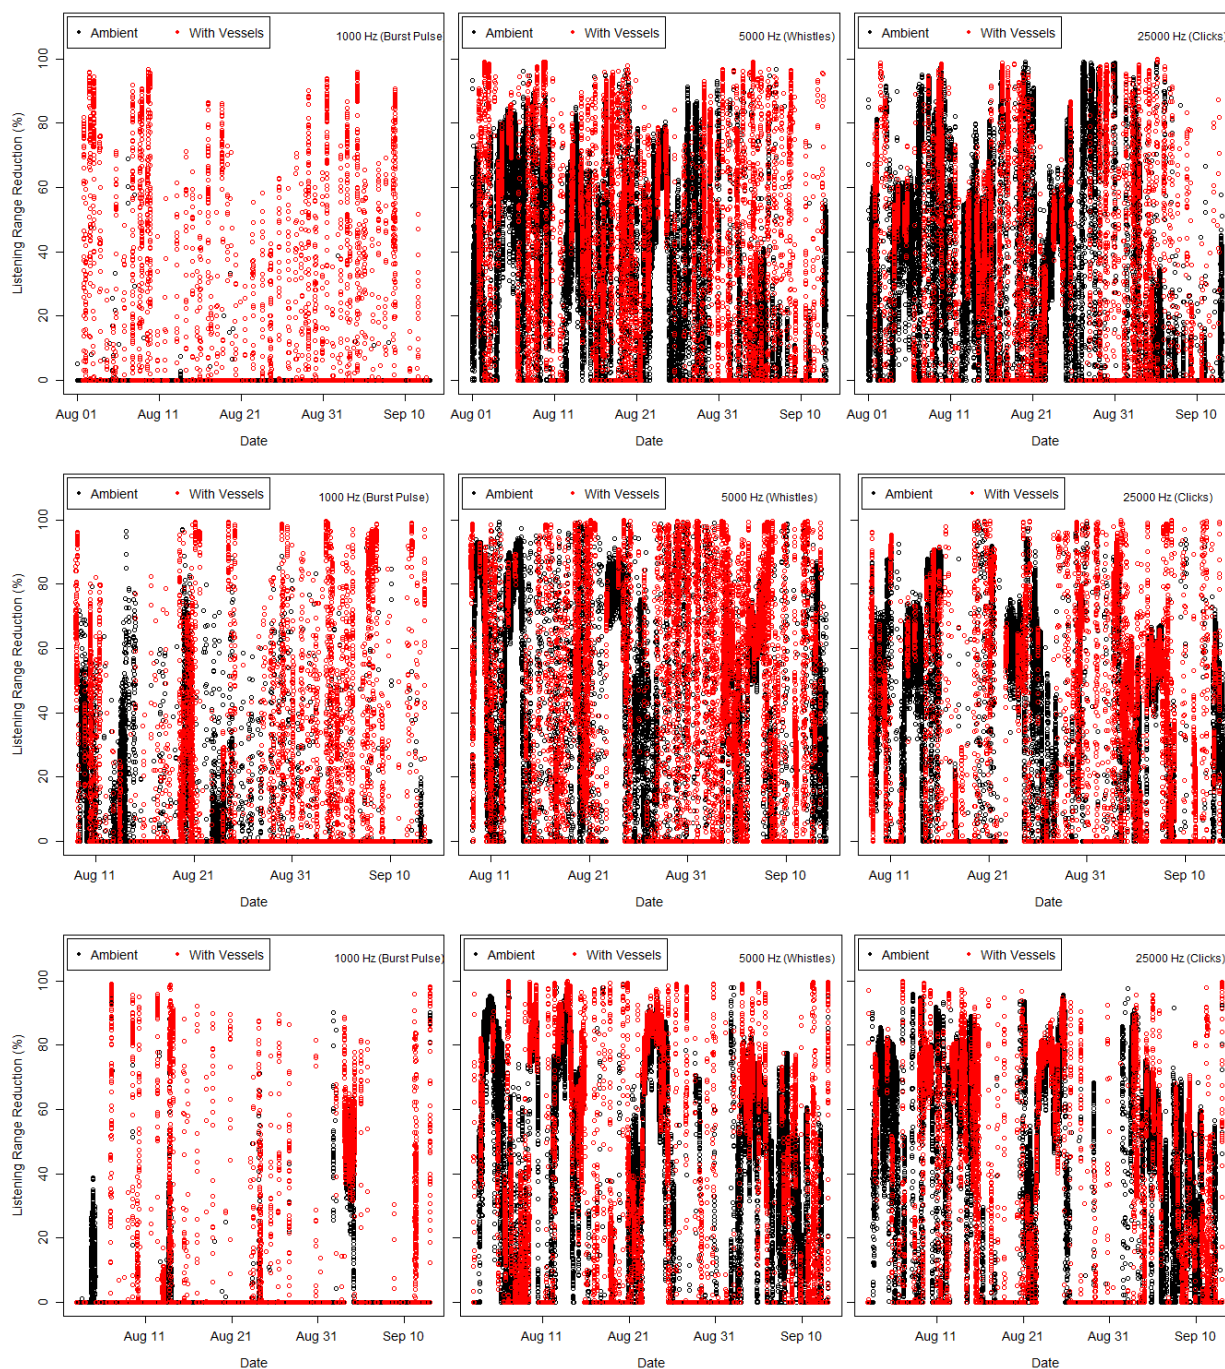 Ambient With Vessels 1000 Hz (Burst Pulse) Ambient With Vessels 5000 Hz (Whistles) Ambient With Vessels 25000 Hz (Clicks)
Listening Range Reduction (%)
100
80
60
40
20
0
Aug 01 Aug 11 Aug 21 Aug 31 Sep 10 Aug 01 Aug 11 Aug 21 Aug 31 Sep 10 Aug 01 Aug 11 Aug 21 Aug 31 Sep 10
Date Date Date
Ambient With Vessels 1000 Hz (Burst Pulse) Ambient With Vessels 5000 Hz (Whistles) Ambient With Vessels 25000 Hz (Clicks)
Listening Range Reduction (%)
100
80
60
40
20
0
Aug 11 Aug 21 Aug 31 Sep 10 Aug 11 Aug 21 Aug 31 Sep 10 Aug 11 Aug 21 Aug 31 Sep 10
Date Date Date
Ambient With Vessels 1000 Hz (Burst Pulse) Ambient With Vessels 5000 Hz (Whistles) Ambient With Vessels 25000 Hz (Clicks)
Listening Range Reduction (%)
100
80
60
40
20
0
Aug 11 Aug 21 Aug 31 Sep 10 Aug 11 Aug 21 Aug 31 Sep 10 Aug 11 Aug 21 Aug 31 Sep 10
Date Date Date